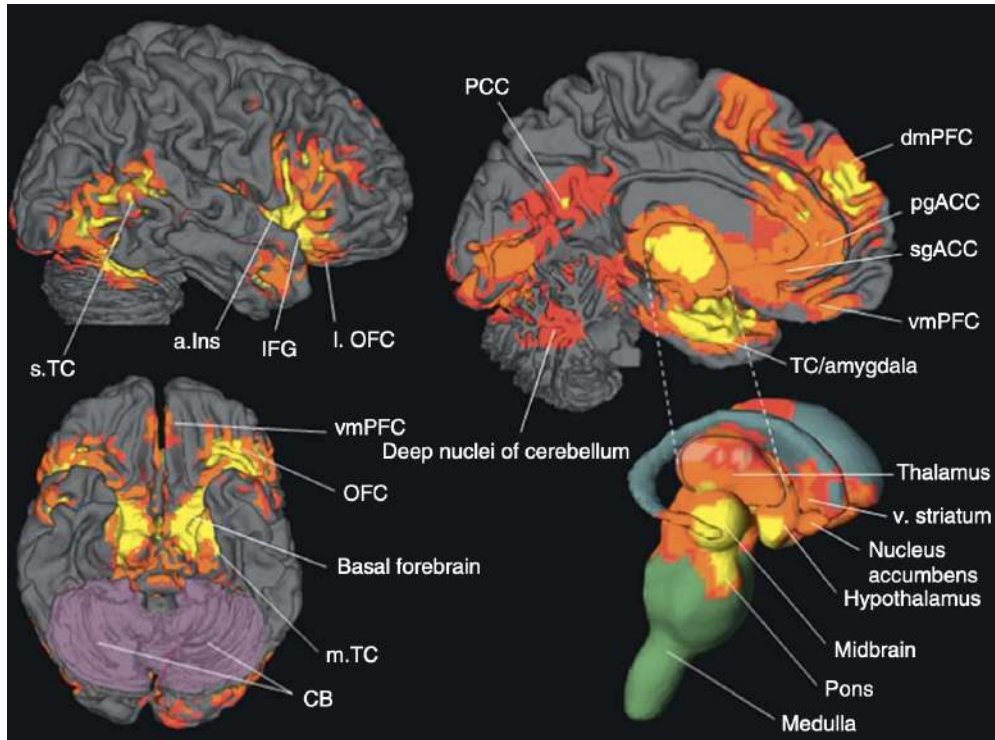 s.TC
a.Ins
IFG
l. OFC
PCC
dmPFC
pgACC
sgACC
vmPFC
TC/amygdala
Deep nuclei of cerebellum
vmPFC
OFC
Basal forebrain
m.TC
CB
Thalamus
v. striatum
Nucleus
accumbens
Hypothalamus
Midbrain
Pons
Medulla